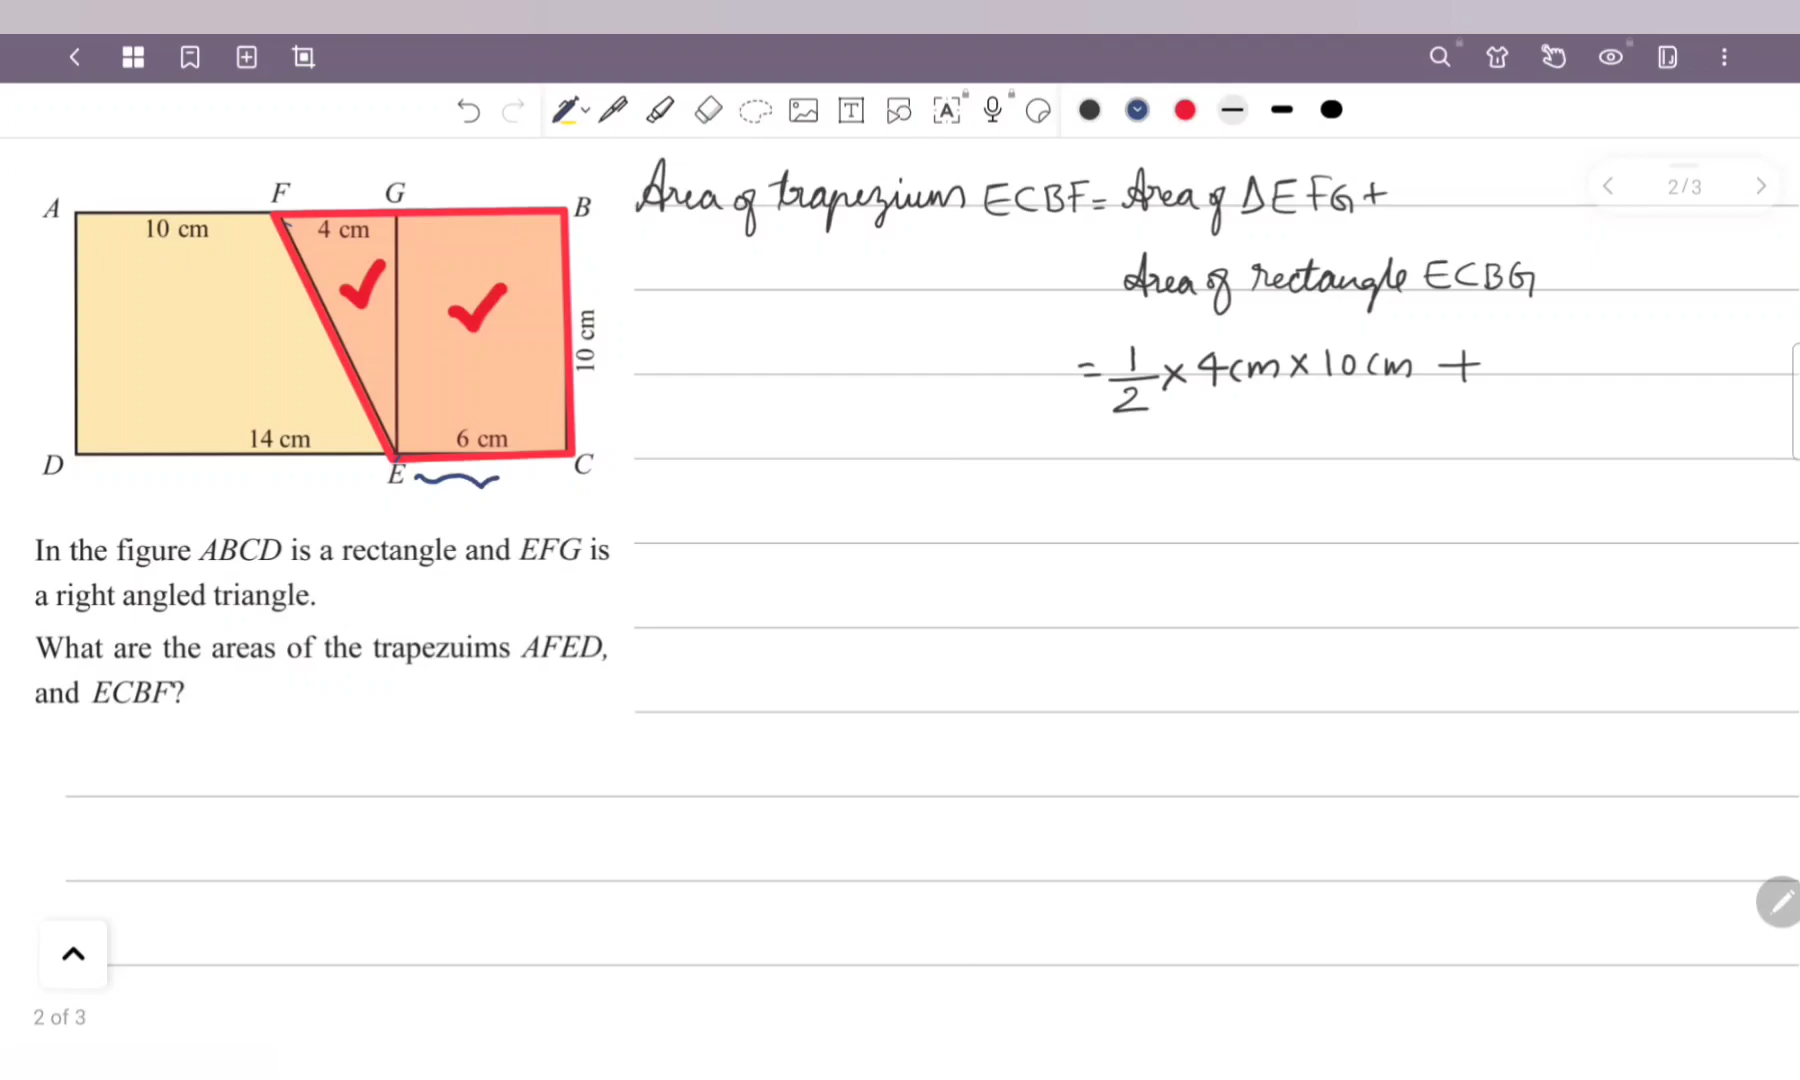 2/3
A
F
G
B
10 cm
4 cm
10 cm
14 cm
6 cm
D
E
C
Area of trapezium ECBF = Area of ΔEFG +
Area of rectangle ECBG
= 1/2 × 4cm × 10cm +
In the figure ABCD is a rectangle and EFG is
a right angled triangle.
What are the areas of the trapezuims AFED,
and ECBF?
2 of 3